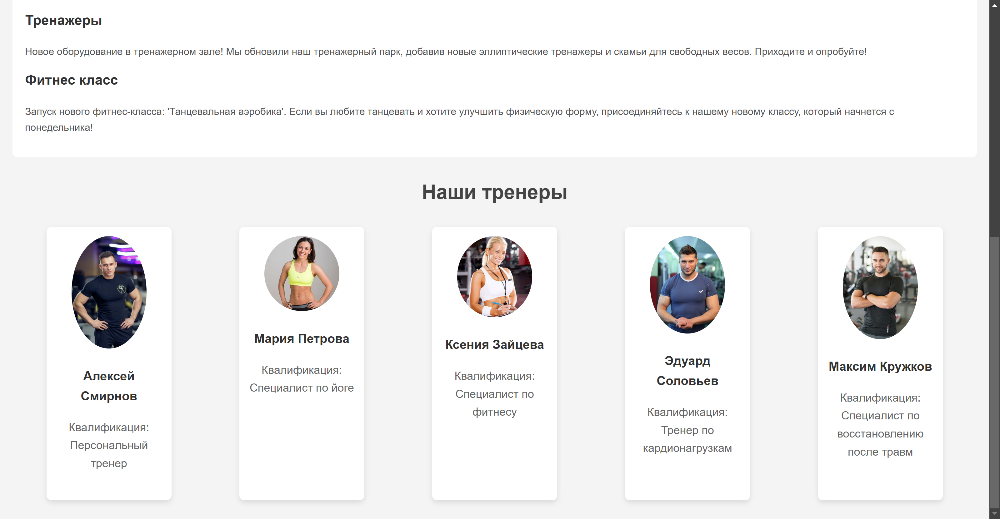 Тренажеры
Новое оборудование в тренажерном зале! Мы обновили наш тренажерный парк, добавив новые эллиптические тренажеры и скамьи для свободных весов. Приходите и опробуйте!
Фитнес класс
Запуск нового фитнес-класса: 'Танцевальная аэробика'. Если вы любите танцевать и хотите улучшить физическую форму, присоединяйтесь к нашему новому классу, который начнется с
понедельника!
Наши тренеры
Алексей
Смирнов
Квалификация:
Персональный
тренер
Мария Петрова
Квалификация:
Специалист по йоге
Ксения Зайцева
Квалификация:
Специалист по
фитнесу
Эдуард
Соловьев
Квалификация:
Тренер по
кардионагрузкам
Максим Кружков
Квалификация:
Специалист по
восстановлению
после травм